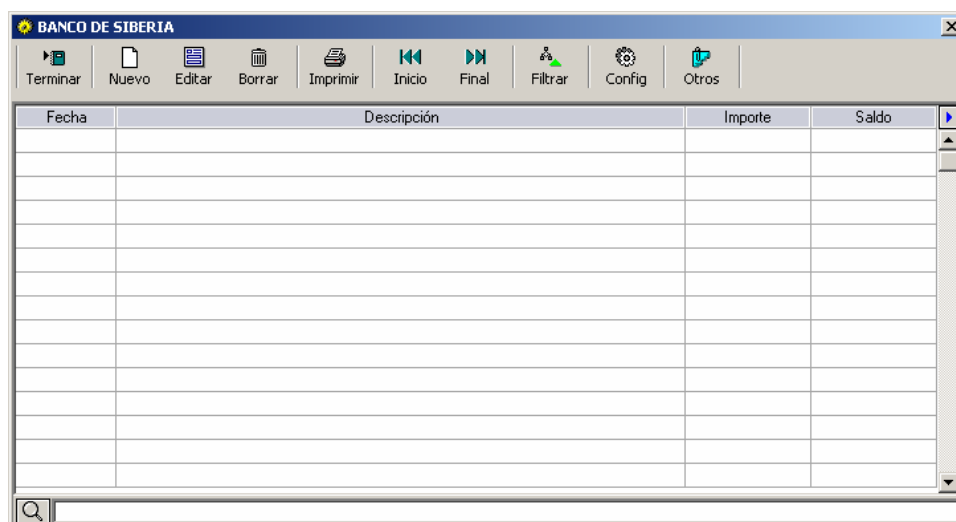 BANCO DE SIBERIA
Terminar Nuevo Editar Borrar Imprimir Inicio Final Filtrar Config Otros
Fecha Descripción Importe Saldo